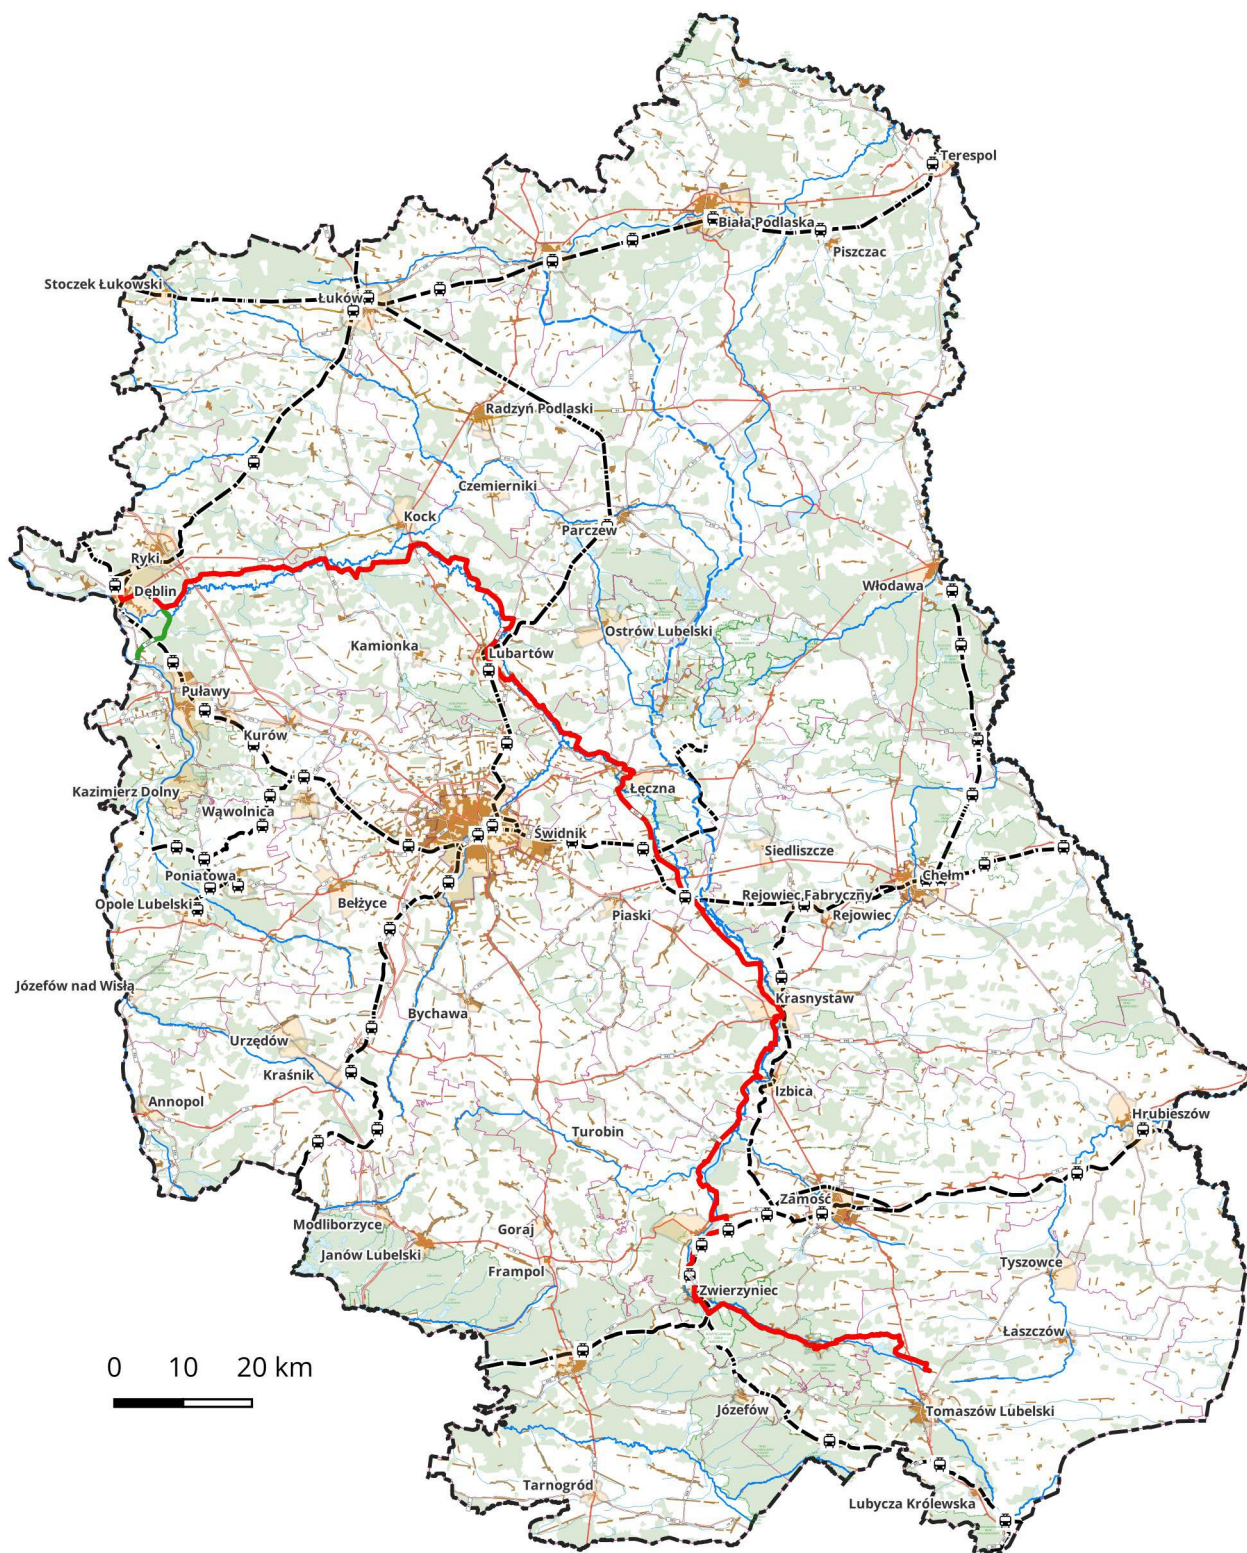 Terespol
Biała Podlaska
Piszczac
Stoczek Łukowski
Łuków
Radzyń Podlaski
Czemierniki
Kock
Parczew
Ryki
Dęblin
Włodawa
Ostrów Lubelski
Kamionka
Lubartów
Puławy
Kurów
Kazimierz Dolny
Łęczna
Wąwolnica
Świdnik
Siedliszcze
Poniatowa
Chełm
Opole Lubelski
Bełżyce
Rejowiec Fabryczny
Piaski
Rejowiec
Józefów nad Wisłą
Krasnystaw
Bychawa
Urzędów
Kraśnik
Izbica
Annopol
Hrubieszów
Turobin
Zamość
Modliborzyce
Goraj
Janów Lubelski
Frampol
Tyszowce
Zwierzyniec
Łaszczów
0 10 20 km
Józefów
Tomaszów Lubelski
Tarnogród
Lubycza Królewska